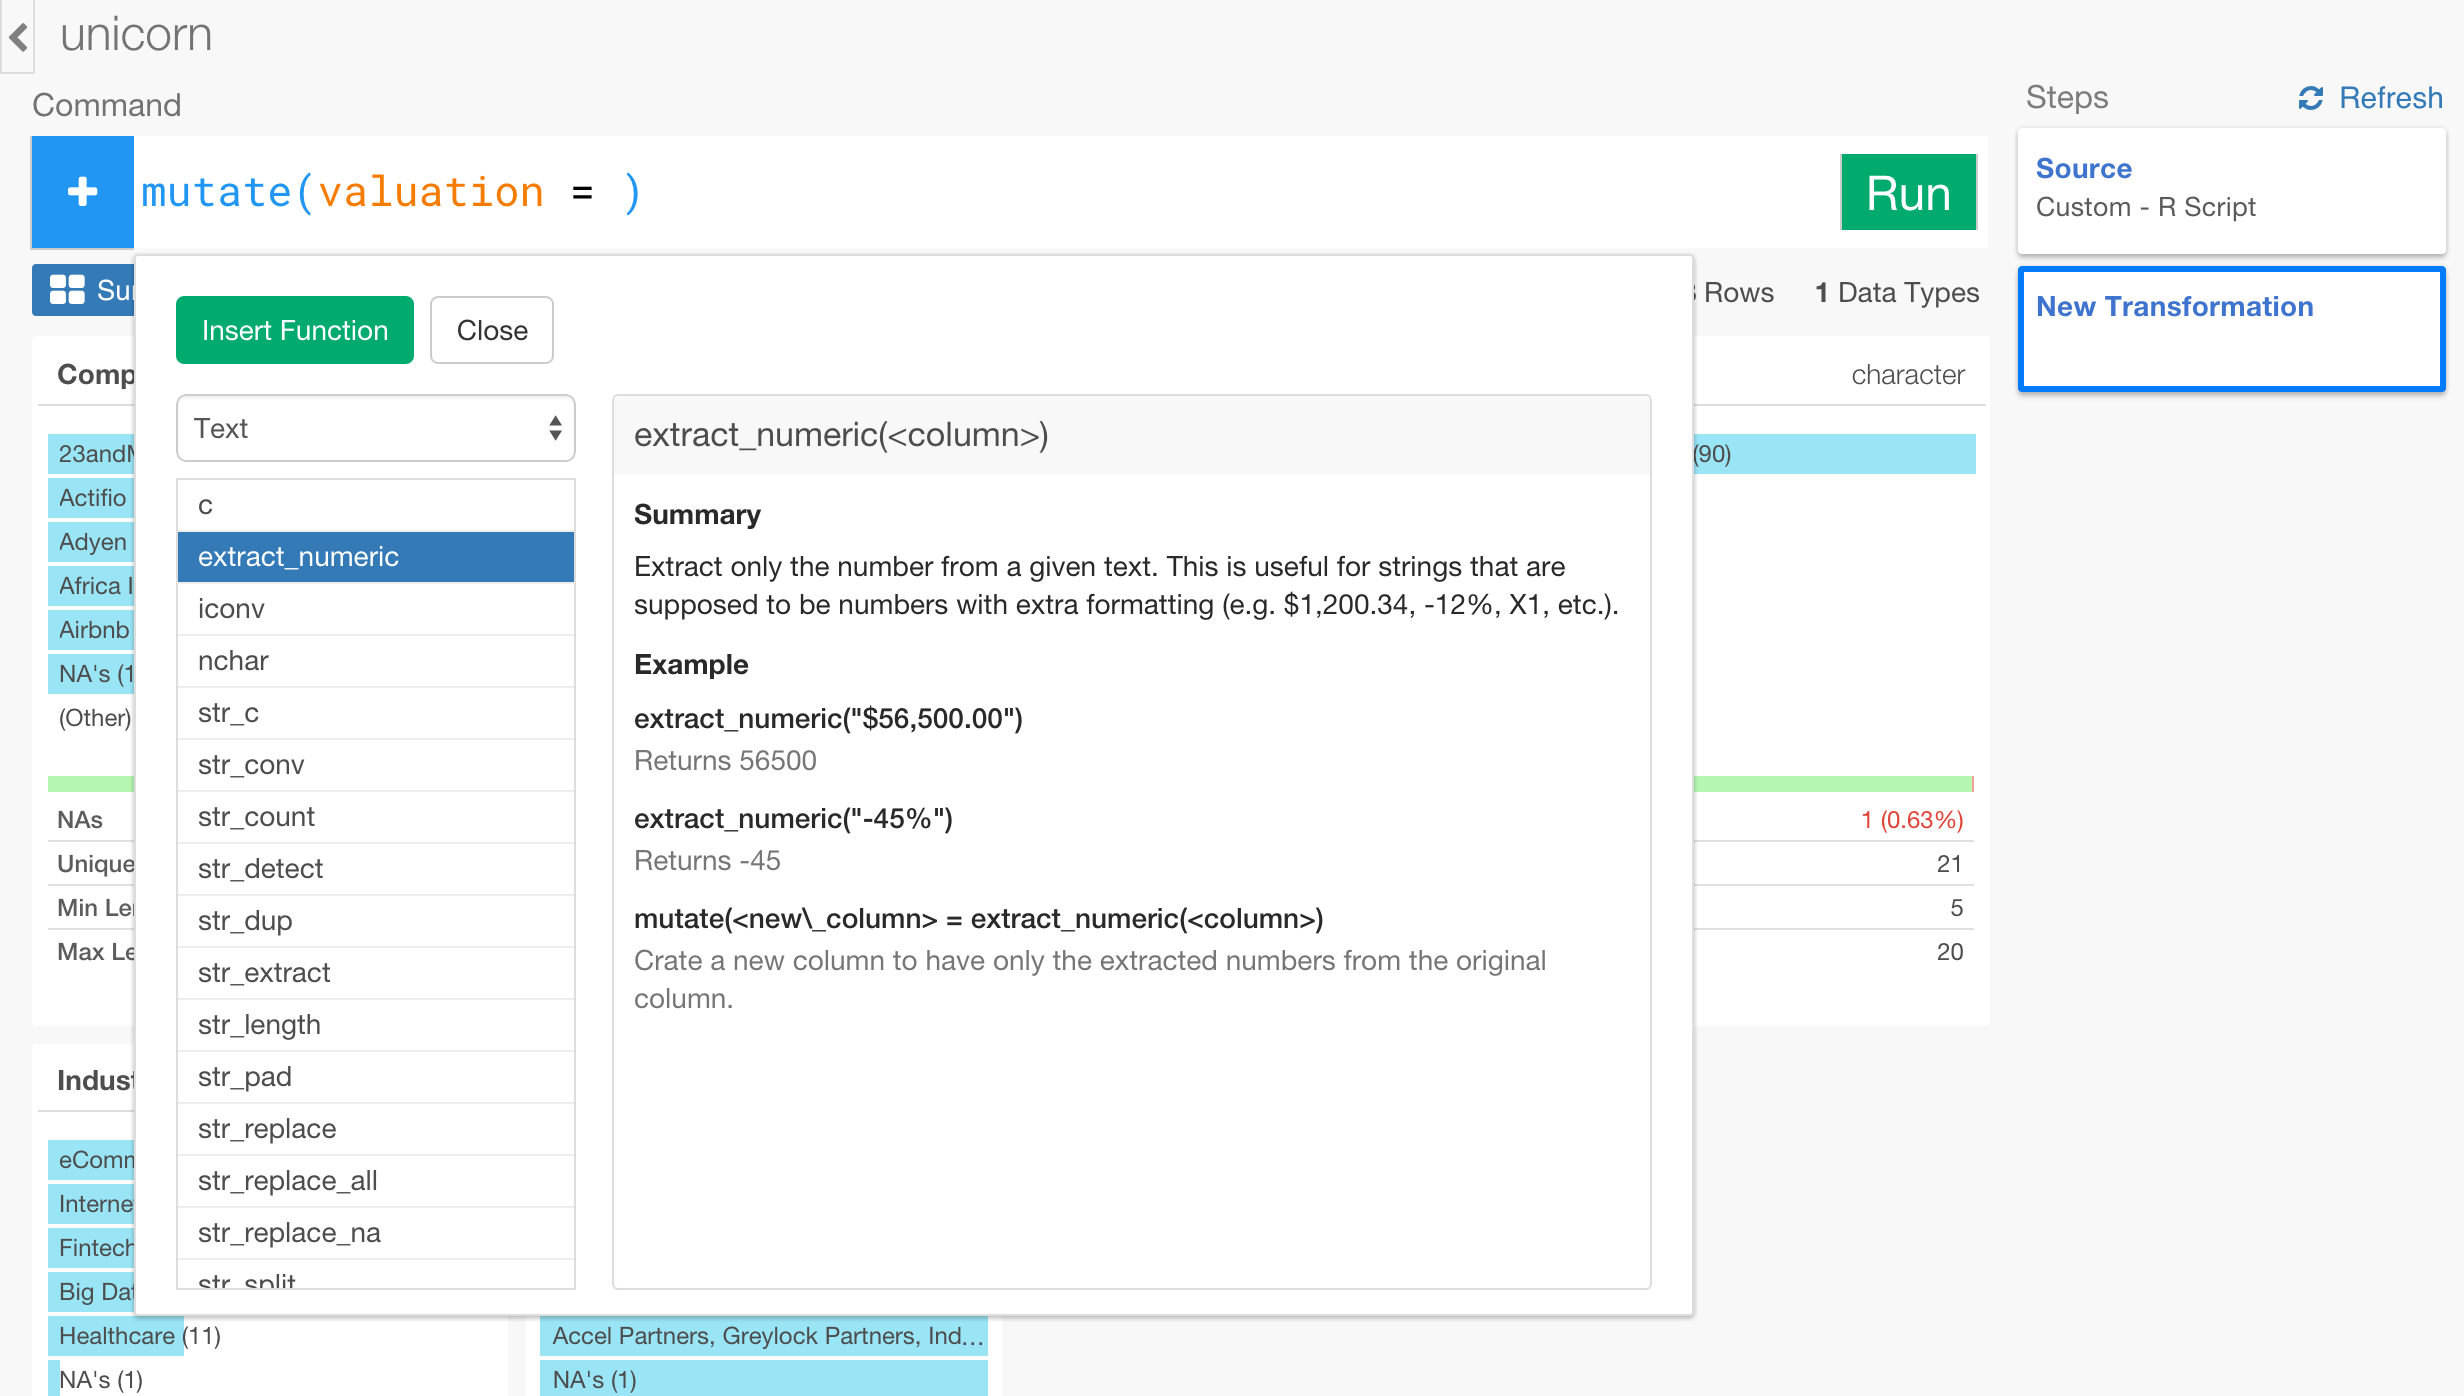 unicorn
Command
Steps
Refresh
mutate(valuation = )
Run
Source
Custom - R Script
New Transformation
Rows
1 Data Types
Insert Function
Close
Comp
character
Text
extract_numeric(<column>)
23andM
(90)
Actifio
Adyen
Africa I
Airbnb
NA's (1
(Other)
c
extract_numeric
iconv
nchar
str_c
str_conv
str_count
str_detect
str_dup
str_extract
str_length
str_pad
str_replace
str_replace_all
str_replace_na
str_split
Summary
Extract only the number from a given text. This is useful for strings that are
supposed to be numbers with extra formatting (e.g. $1,200.34, -12%, X1, etc.).
Example
extract_numeric("$56,500.00")
Returns 56500
extract_numeric("-45%")
Returns -45
mutate(<new\_column> = extract_numeric(<column>)
Crate a new column to have only the extracted numbers from the original
column.
NAs
1 (0.63%)
Unique
21
Min Le
5
Max Le
20
Indust
eComm
Interne
Fintech
Big Dat
Healthcare (11)
NA's (1)
Accel Partners, Greylock Partners, Ind...
NA's (1)